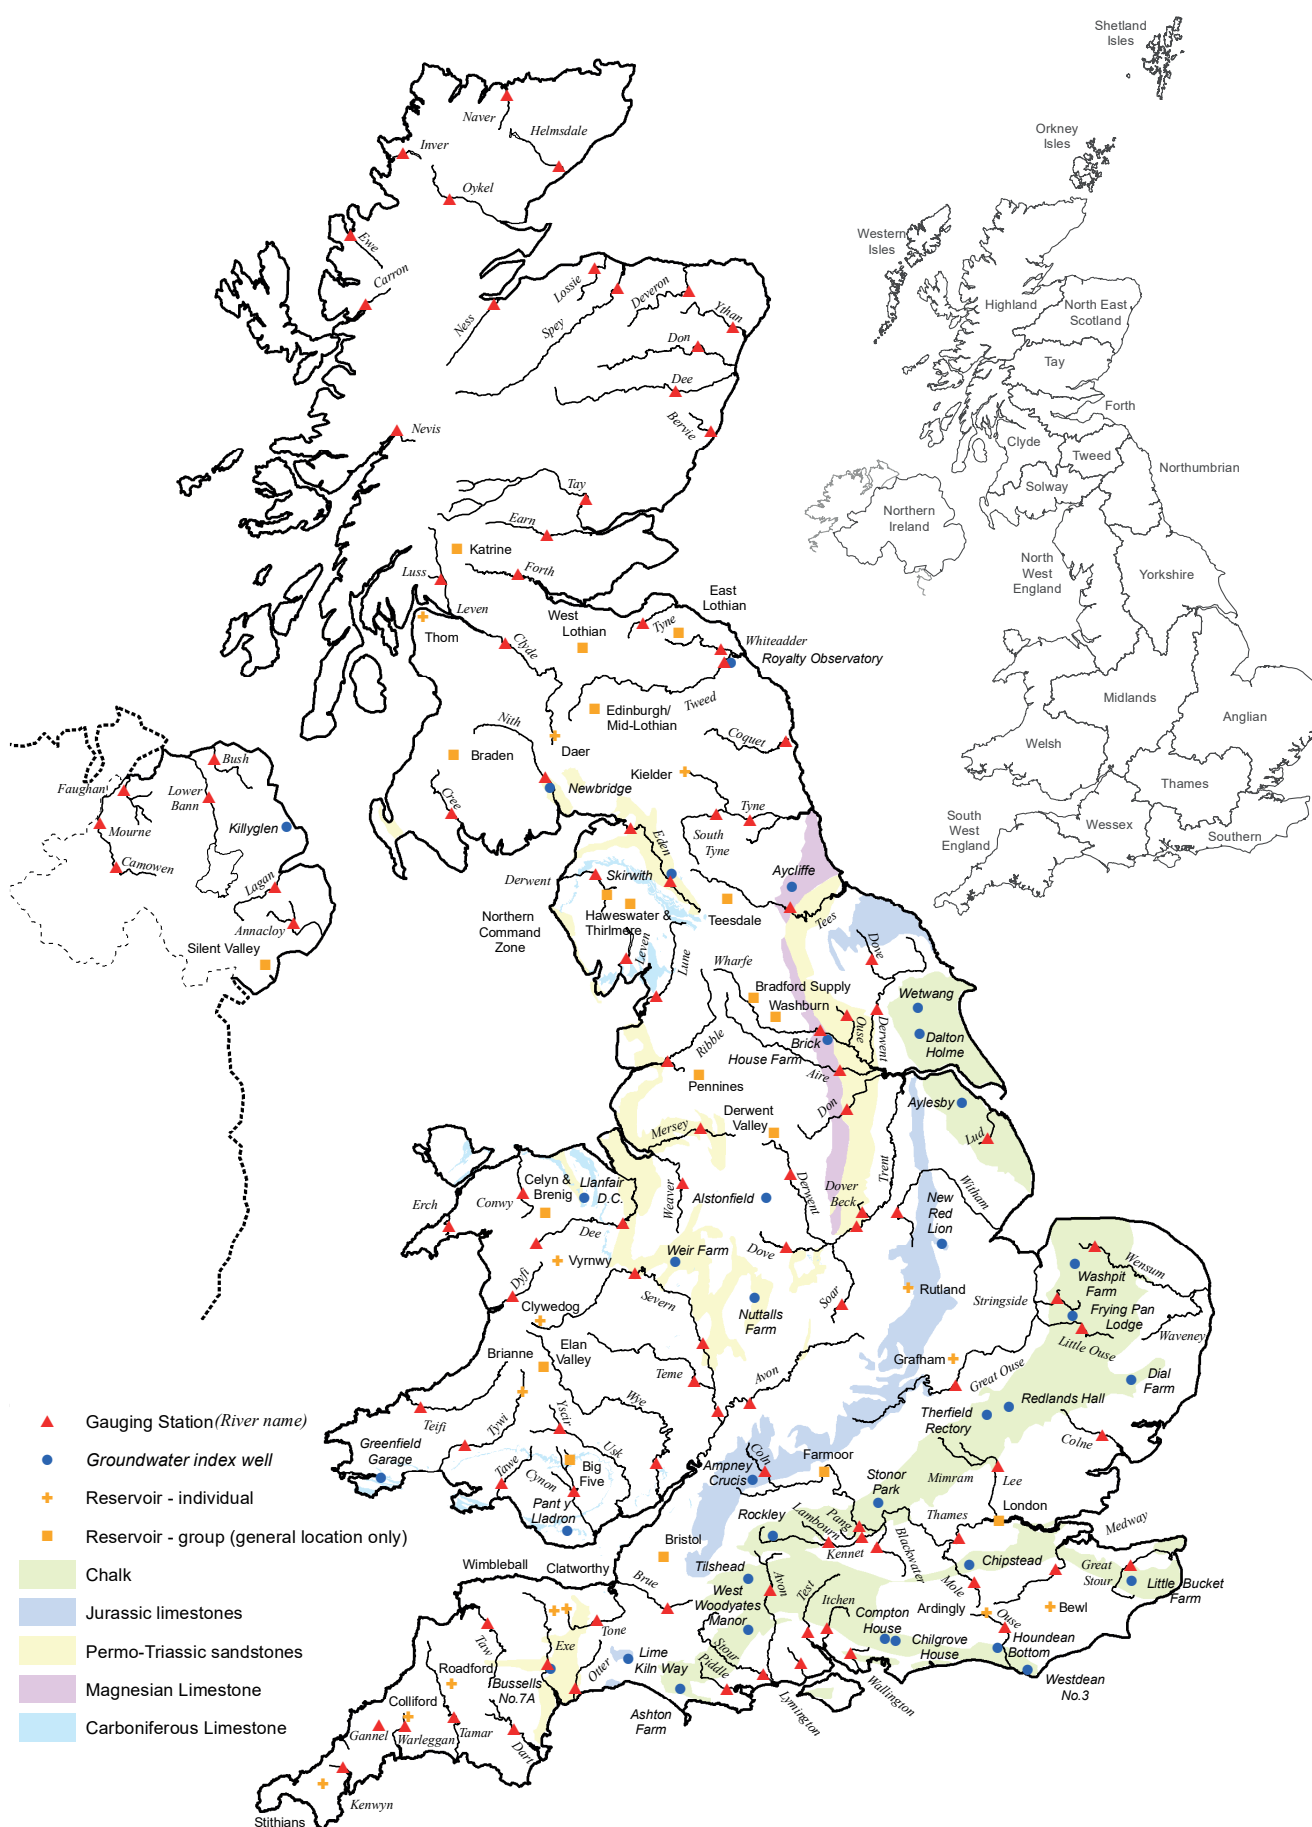 Shetland
Isles
Orkney
Isles
Western
Isles
Highland
North East
Scotland
Tay
Forth
Clyde
Tweed
Solway
Northumbrian
Northern
Ireland
North
West
England
Yorkshire
Midlands
Anglian
Welsh
Thames
South
West
England
Wessex
Southern
Naver
Helmsdale
Inver
Oykel
Ewe
Carron
Ness
Lossie
Spey
Deveron
Ythan
Don
Dee
Bervie
Nevis
Tay
Earn
Katrine
Forth
Luss
Leven
Thom
Clyde
West
Lothian
Tyne
East
Lothian
Whiteadder
Royalty Observatory
Tweed
Edinburgh/
Mid-Lothian
Nith
Daer
Braden
Coquet
Kielder
Newbridge
Cree
Tyne
South
Tyne
Bush
Faughan
Lower
Bann
Mourne
Killyglen
Camowen
Lagan
Annacloy
Silent Valley
Eden
Derwent
Skirwith
Aycliffe
Northern
Command
Zone
Haweswater &
Thirlmere
Teesdale
Tees
Leven
Lune
Wharfe
Dove
Bradford Supply
Washburn
Wetwang
Ouse
Derwent
Dalton
Holme
Ribble
Brick
House Farm
Aire
Pennines
Don
Aylesby
Derwent
Valley
Mersey
Lud
Trent
Celyn &
Brenig
Llanfair
D.C.
Conwy
Erch
Weaver
Alstonfield
Derwent
Dover
Beck
New
Red
Lion
Witham
Dee
Vyrnwy
Weir Farm
Dove
Dyfi
Clywedog
Severn
Nuttalls
Farm
Soar
Rutland
Stringside
Wensum
Washpit
Farm
Frying Pan
Lodge
Waveney
Little Ouse
Brianne
Elan
Valley
Grafham
Great Ouse
Dial
Farm
Teme
Avon
Redlands Hall
Therfield
Rectory
Teifi
Tywi
Yscir
Wye
Usk
Colne
Greenfield
Garage
Tawe
Cynon
Big
Five
Pant y
Lladron
Coln
Ampney
Crucis
Farmoor
Stonor
Park
Mimram
Lee
London
Rockley
Lambourn
Pang
Kennet
Blackwater
Thames
Medway
Bristol
Tilshead
Chipstead
Great
Stour
Little Bucket
Farm
Wimbleball
Clatworthy
Brue
West
Woodyates
Manor
Avon
Test
Itchen
Mole
Ardingly
Bewl
Ouse
Compton
House
Chilgrove
House
Houndean
Bottom
Westdean
No.3
Taw
Tone
Exe
Otter
Lime
Kiln Way
Stour
Piddle
Roadford
Bussells
No.7A
Ashton
Farm
Lymington
Wallington
Colliford
Gannel
Warleggan
Tamar
Dart
Kenwyn
Stithians
Gauging Station (River name)
Groundwater index well
Reservoir - individual
Reservoir - group (general location only)
Chalk
Jurassic limestones
Permo-Triassic sandstones
Magnesian Limestone
Carboniferous Limestone